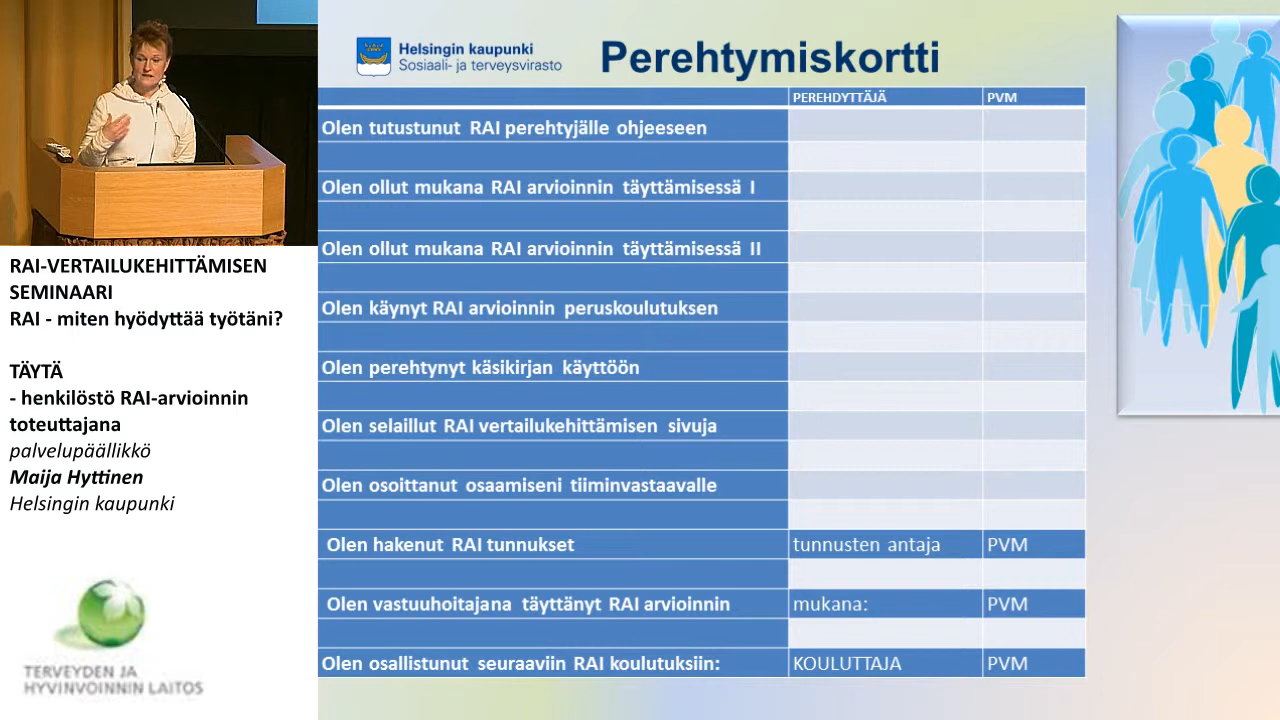 Helsingin kaupunki
Sosiaali- ja terveysvirasto
Perehtymiskortti
PEREHDYTTÄJÄ PVM
Olen tutustunut RAI perehtyjälle ohjeeseen
Olen ollut mukana RAI arvioinnin täyttämisessä I
Olen ollut mukana RAI arvioinnin täyttämisessä II
Olen käynyt RAI arvioinnin peruskoulutuksen
Olen perehtynyt käsikirjan käyttöön
Olen selaillut RAI vertailukehittämisen sivuja
Olen osoittanut osaamiseni tiiminvastaavalle
Olen hakenut RAI tunnukset tunnusten antaja PVM
Olen vastuuhoitajana täyttänyt RAI arvioinnin mukana: PVM
Olen osallistunut seuraaviin RAI koulutuksiin: KOULUTTAJA PVM
RAI-VERTAILUKEHITTÄMISEN
SEMINAARI
RAI - miten hyödyttää työtäni?
TÄYTÄ
- henkilöstö RAI-arvioinnin
toteuttajana
palvelupäällikkö
Maija Hyttinen
Helsingin kaupunki
TERVEYDEN JA
HYVINVOINNIN LAITOS